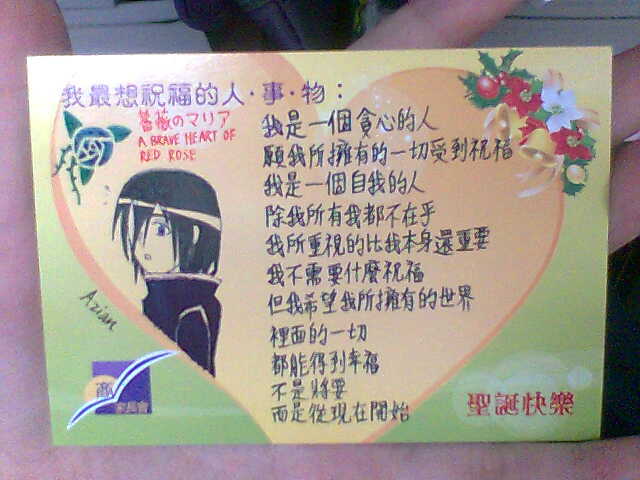 我最想祝福的人·事·物：
薔薇のマリア
A BRAVE HEART OF
RED ROSE
我是一個貪心的人
願我所擁有的一切受到祝福
我是一個自我的人
除我所有我都不在乎
我所重視的比我本身還重要
我不需要什麼祝福
但我希望我所擁有的世界
裡面的一切
都能得到幸福
不是將要
而是從現在開始
Azian
聖誕快樂